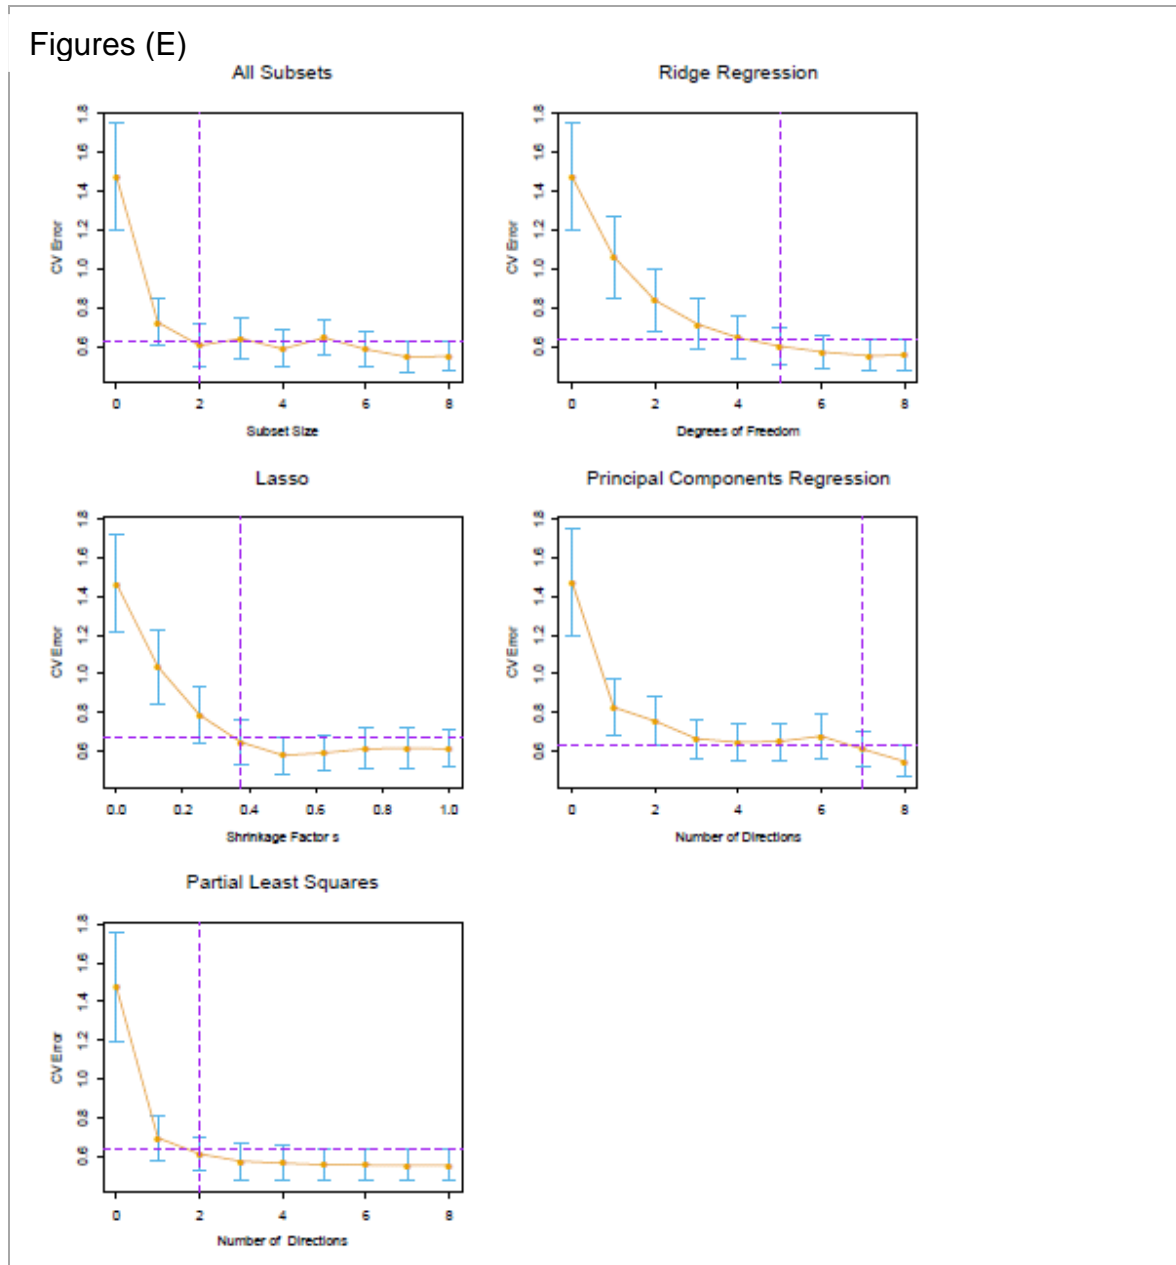 Figures (E)
All Subsets
1.8
1.6
1.4
1.2
1.0
0.8
0.6
CV Error
0 2 4 6 8
Subset Size
Ridge Regression
1.8
1.6
1.4
1.2
1.0
0.8
0.6
CV Error
0 2 4 6 8
Degrees of Freedom
Lasso
1.8
1.6
1.4
1.2
1.0
0.8
0.6
CV Error
0.0 0.2 0.4 0.6 0.8 1.0
Shrinkage Factor s
Principal Components Regression
1.8
1.6
1.4
1.2
1.0
0.8
0.6
CV Error
0 2 4 6 8
Number of Directions
Partial Least Squares
1.8
1.6
1.4
1.2
1.0
0.8
0.6
CV Error
0 2 4 6 8
Number of Directions